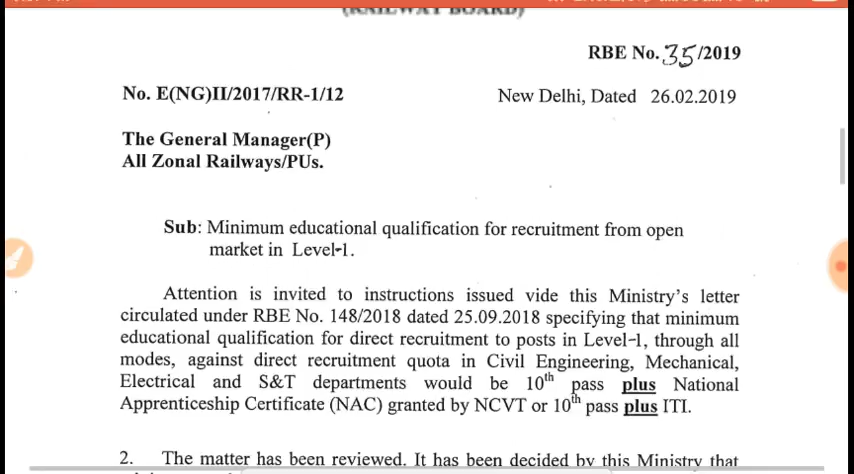 (RAILWAY BOARD)
RBE No. 35/2019
No. E(NG)II/2017/RR-1/12
New Delhi, Dated 26.02.2019
The General Manager(P)
All Zonal Railways/PUs.
Sub: Minimum educational qualification for recruitment from open
market in Level-1.
Attention is invited to instructions issued vide this Ministry's letter
circulated under RBE No. 148/2018 dated 25.09.2018 specifying that minimum
educational qualification for direct recruitment to posts in Level-1, through all
modes, against direct recruitment quota in Civil Engineering, Mechanical,
Electrical and S&T departments would be 10th pass plus National
Apprenticeship Certificate (NAC) granted by NCVT or 10th pass plus ITI.
2. The matter has been reviewed. It has been decided by this Ministry that